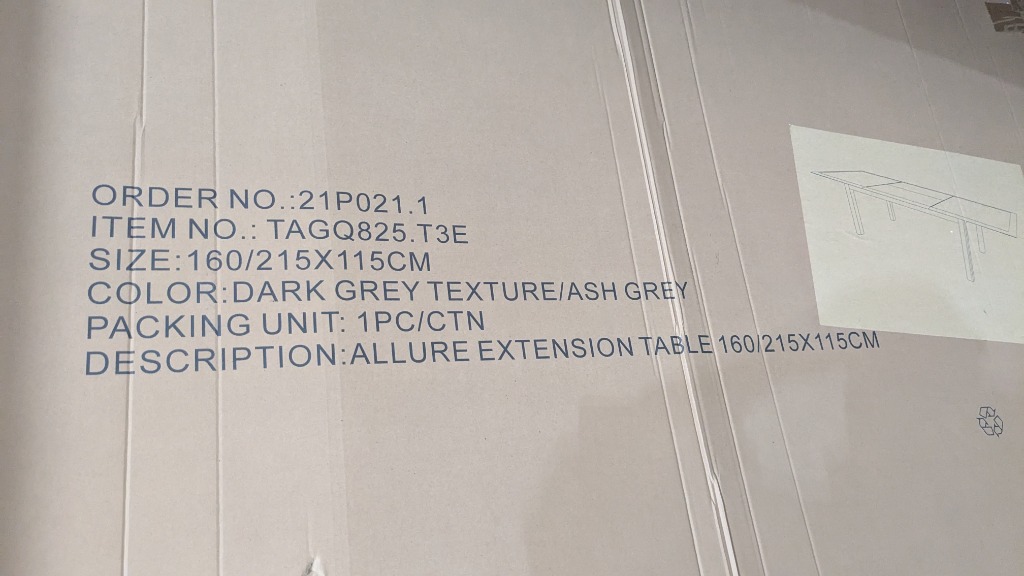 ORDER NO.:21P021.1
ITEM NO.: TAGQ825.T3E
SIZE:160/215X115CM
COLOR:DARK GREY TEXTURE/ASH GREY
PACKING UNIT: 1PC/CTN
DESCRIPTION:ALLURE EXTENSION TABLE 160/215X115CM